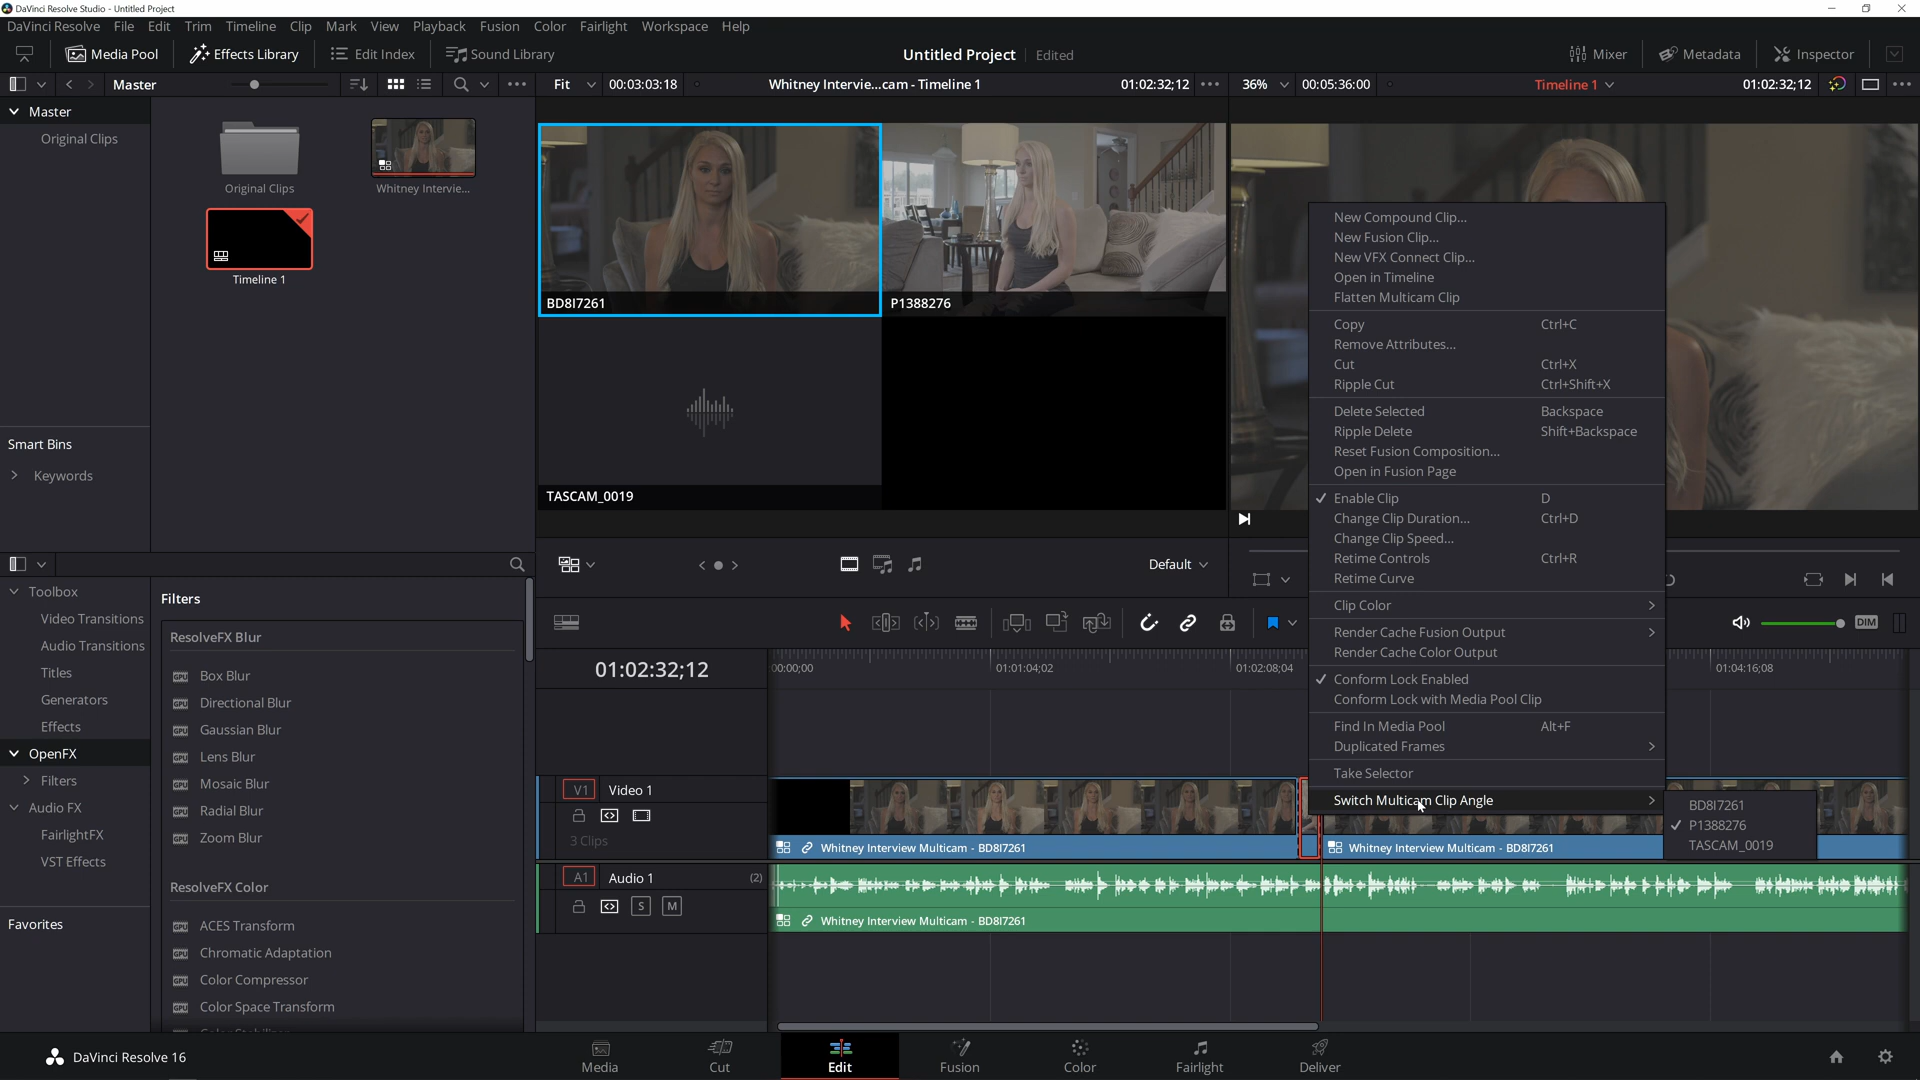 DaVinci Resolve Studio - Untitled Project
DaVinci Resolve File Edit Trim Timeline Clip Mark View Playback Fusion Color Fairlight Workspace Help
Media Pool Effects Library Edit Index Sound Library Untitled Project Edited Mixer Metadata Inspector
Master Fit 00:03:03:18 Whitney Intervie...cam - Timeline 1 01:02:32;12 36% 00:05:36:00 Timeline 1 01:02:32;12
Master
Original Clips
Original Clips
Whitney Intervie...
Timeline 1
Smart Bins
Keywords
BD8I7261
P1388276
TASCAM_0019
Default
New Compound Clip...
New Fusion Clip...
New VFX Connect Clip...
Open in Timeline
Flatten Multicam Clip
Copy Ctrl+C
Remove Attributes...
Cut Ctrl+X
Ripple Cut Ctrl+Shift+X
Delete Selected Backspace
Ripple Delete Shift+Backspace
Reset Fusion Composition...
Open in Fusion Page
Enable Clip D
Change Clip Duration... Ctrl+D
Change Clip Speed...
Retime Controls Ctrl+R
Retime Curve
Clip Color
Render Cache Fusion Output
Render Cache Color Output
Conform Lock Enabled
Conform Lock with Media Pool Clip
Find In Media Pool Alt+F
Duplicated Frames
Take Selector
Switch Multicam Clip Angle
BD8I7261
P1388276
TASCAM_0019
DIM
Toolbox
Video Transitions
Audio Transitions
Titles
Generators
Effects
OpenFX
Filters
Audio FX
FairlightFX
VST Effects
Favorites
Filters
ResolveFX Blur
GPU Box Blur
GPU Directional Blur
GPU Gaussian Blur
GPU Lens Blur
GPU Mosaic Blur
GPU Radial Blur
GPU Zoom Blur
ResolveFX Color
GPU ACES Transform
GPU Chromatic Adaptation
GPU Color Compressor
GPU Color Space Transform
01:02:32;12
00:00;00 01:01:04;02 01:02:08;04 01:04:16;08
V1 Video 1
3 Clips
Whitney Interview Multicam - BD8I7261
Whitney Interview Multicam - BD8I7261
A1 Audio 1 (2)
S M
Whitney Interview Multicam - BD8I7261
DaVinci Resolve 16
Media Cut Edit Fusion Color Fairlight Deliver